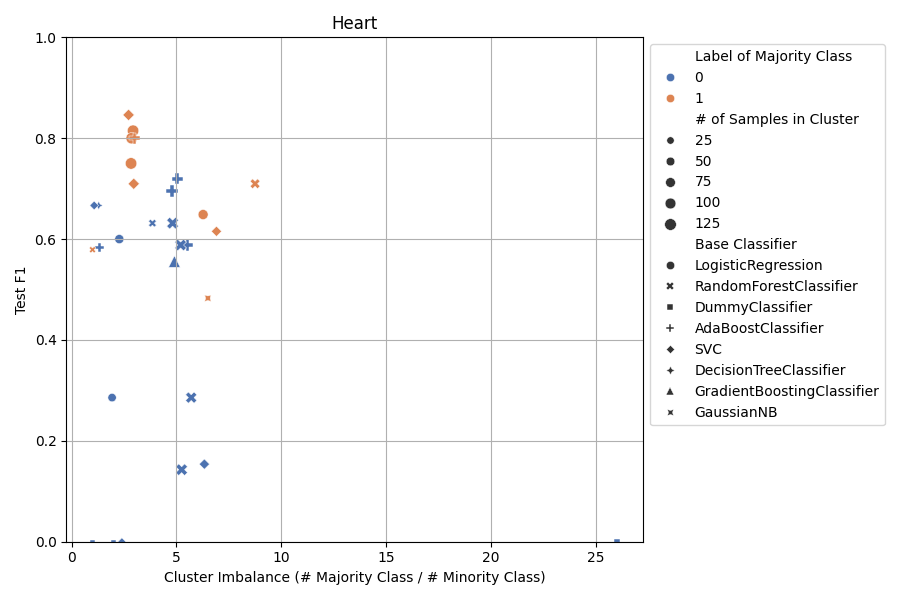 Heart
Test F1
1.0
0.8
0.6
0.4
0.2
0.0
0
5
10
15
20
25
Cluster Imbalance (# Majority Class / # Minority Class)
Label of Majority Class
0
1
# of Samples in Cluster
25
50
75
100
125
Base Classifier
LogisticRegression
RandomForestClassifier
DummyClassifier
AdaBoostClassifier
SVC
DecisionTreeClassifier
GradientBoostingClassifier
GaussianNB